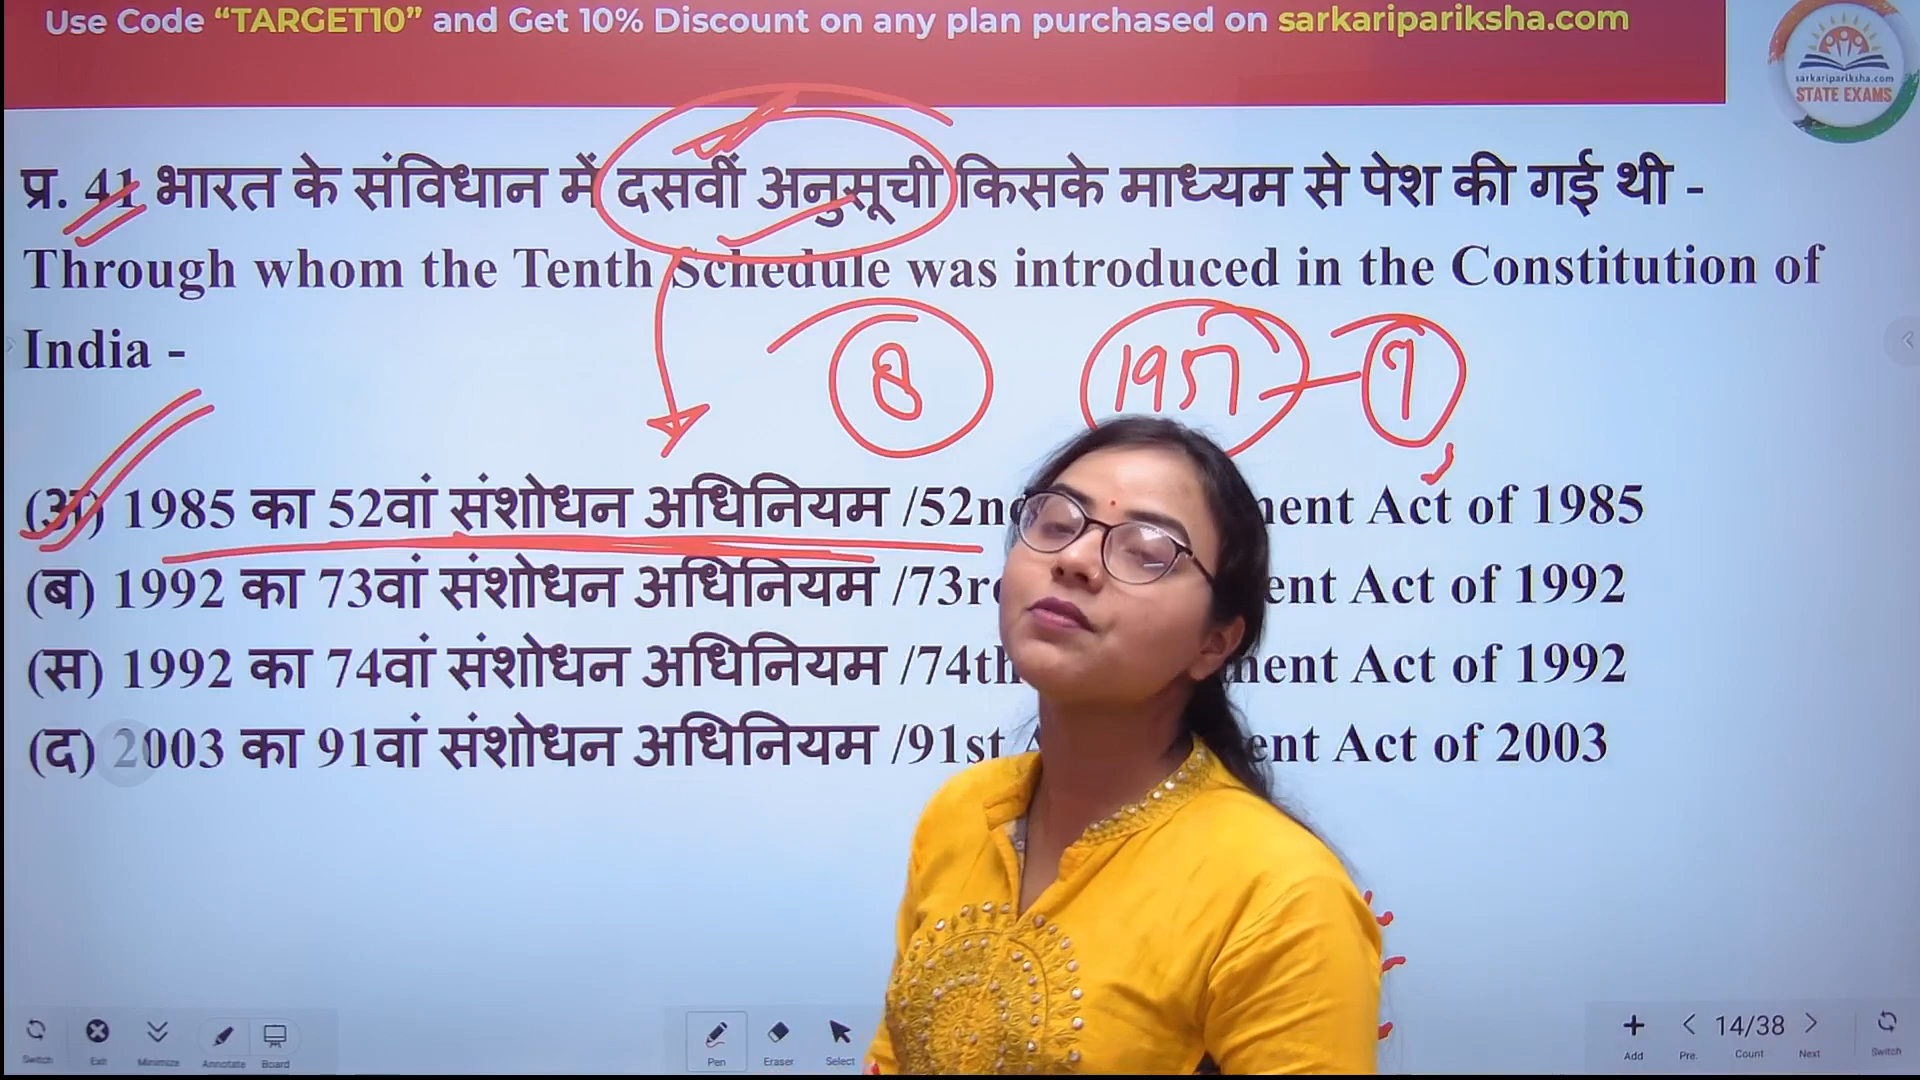 Use Code “TARGET10” and Get 10% Discount on any plan purchased on sarkaripariksha.com
sarkaripariksha.com
STATE EXAMS
प्र. 41 भारत के संविधान में दसवीं अनुसूची किसके माध्यम से पेश की गई थी -
Through whom the Tenth Schedule was introduced in the Constitution of
India -
8 1951 9
(अ) 1985 का 52वां संशोधन अधिनियम /52n ent Act of 1985
(ब) 1992 का 73वां संशोधन अधिनियम /73r ent Act of 1992
(स) 1992 का 74वां संशोधन अधिनियम /74th ment Act of 1992
(द) 2003 का 91वां संशोधन अधिनियम /91st ent Act of 2003
Switch Exit Minimize Annotate Board Pen Eraser Select Add Pre. 14/38 Count Next Switch